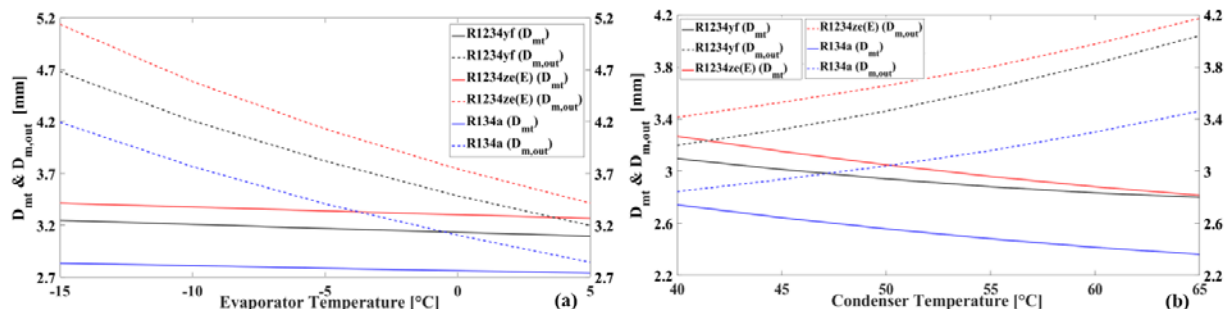 5.2
4.7
4.2
3.7
3.2
2.7
D_mt & D_m,out [mm]
R1234yf (D_mt)
R1234yf (D_m,out)
R1234ze(E) (D_mt)
R1234ze(E) (D_m,out)
R134a (D_mt)
R134a (D_m,out)
5.2
4.7
4.2
3.7
3.2
2.7
-15 -10 -5 0 5
Evaporator Temperature [°C]
(a)
4.2
3.8
3.4
3
2.6
2.2
D_mt & D_m,out [mm]
R1234yf (D_mt)
R1234yf (D_m,out)
R1234ze(E) (D_mt)
R1234ze(E) (D_m,out)
R134a (D_mt)
R134a (D_m,out)
4.2
3.8
3.4
3
2.6
2.2
40 45 50 55 60 65
Condenser Temperature [°C]
(b)